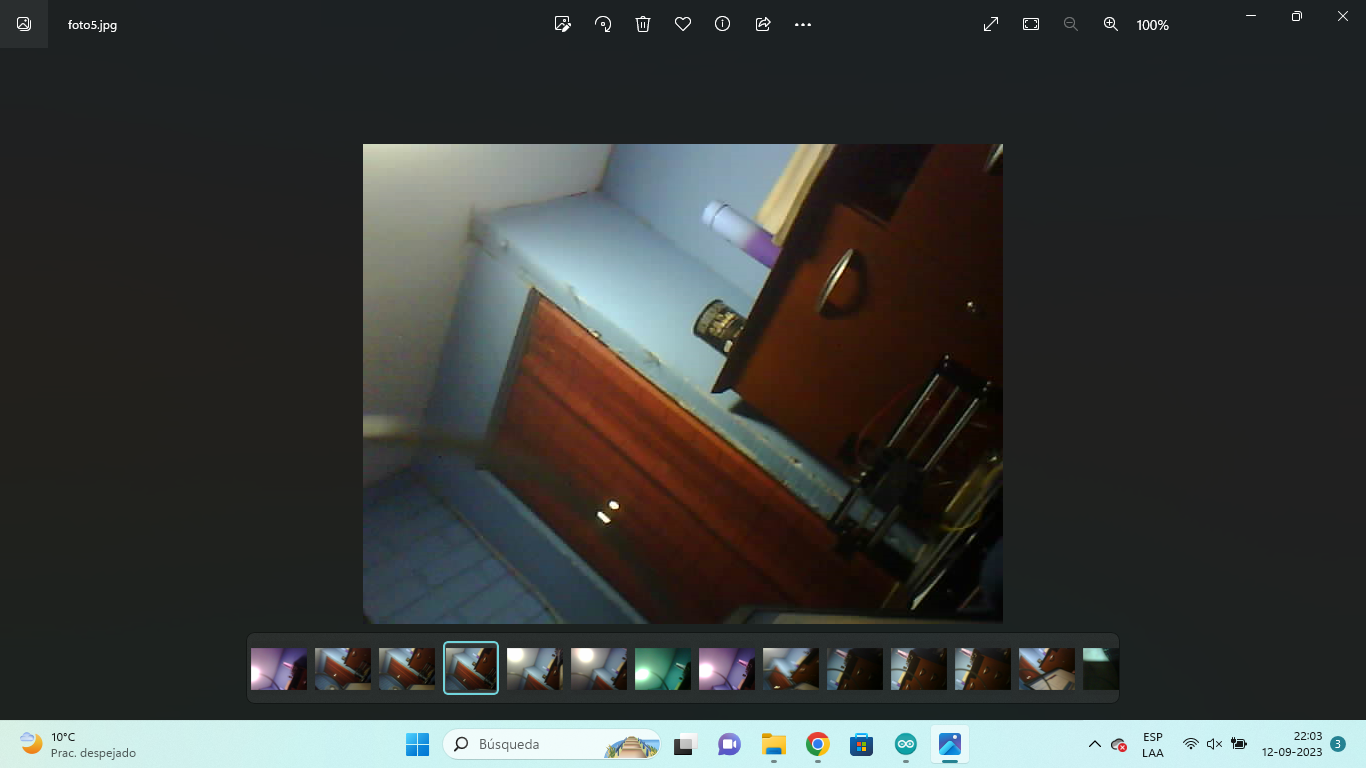 foto5.jpg
100%
10°C
Prac. despejado
Búsqueda
ESP
LAA
22:03
12-09-2023
3